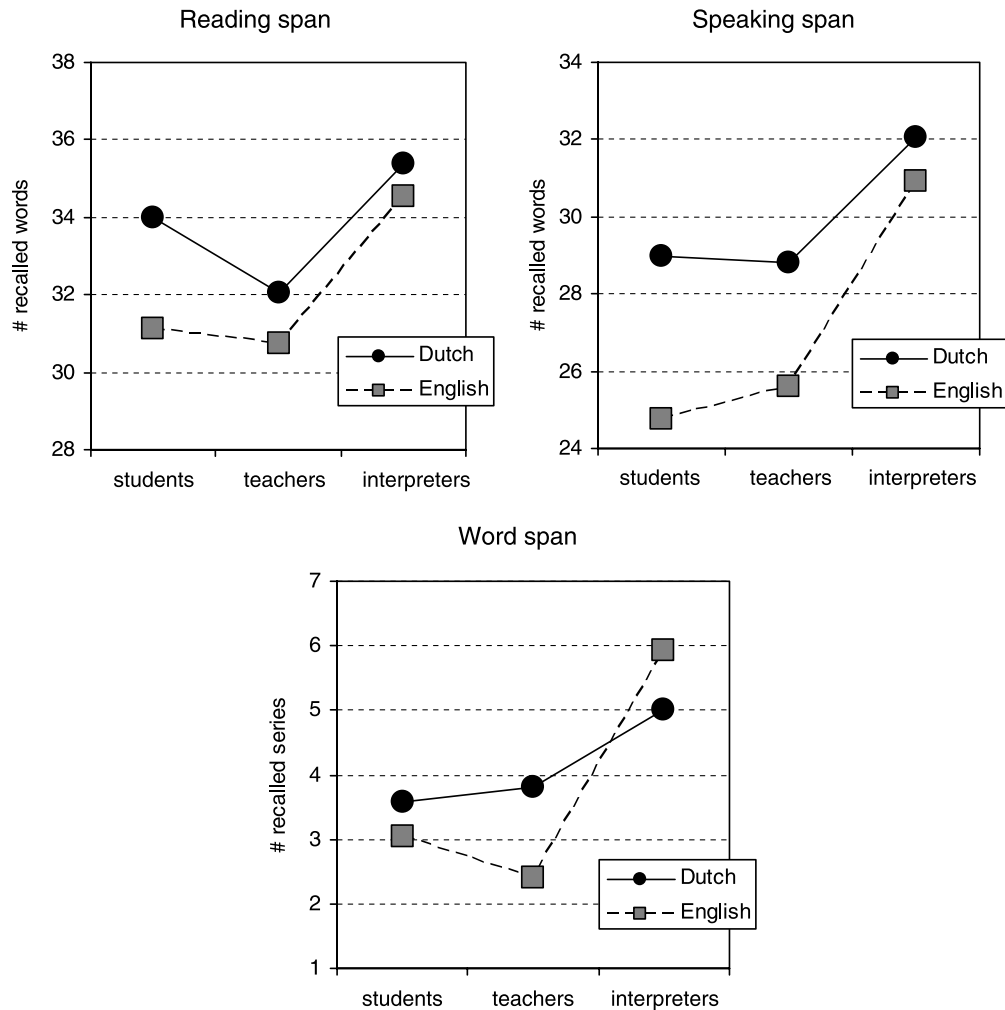 Reading span
38
36
34
32
30
28
# recalled words
students
teachers
interpreters
Dutch
English
Speaking span
34
32
30
28
26
24
# recalled words
students
teachers
interpreters
Dutch
English
Word span
7
6
5
4
3
2
1
# recalled series
students
teachers
interpreters
Dutch
English